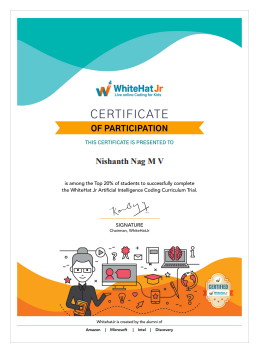 WhiteHat Jr
Live online Coding for Kids
CERTIFICATE
OF PARTICIPATION
THIS CERTIFICATE IS PRESENTED TO
Nishanth Nag M V
is among the Top 20% of students to successfully complete
the WhiteHat Jr Artificial Intelligence Coding Curriculum Trial.
SIGNATURE
Chairman, WhiteHatJr
CERTIFIED
WhiteHatJr is created by the alumni of
Amazon | Microsoft | Intel | Discovery